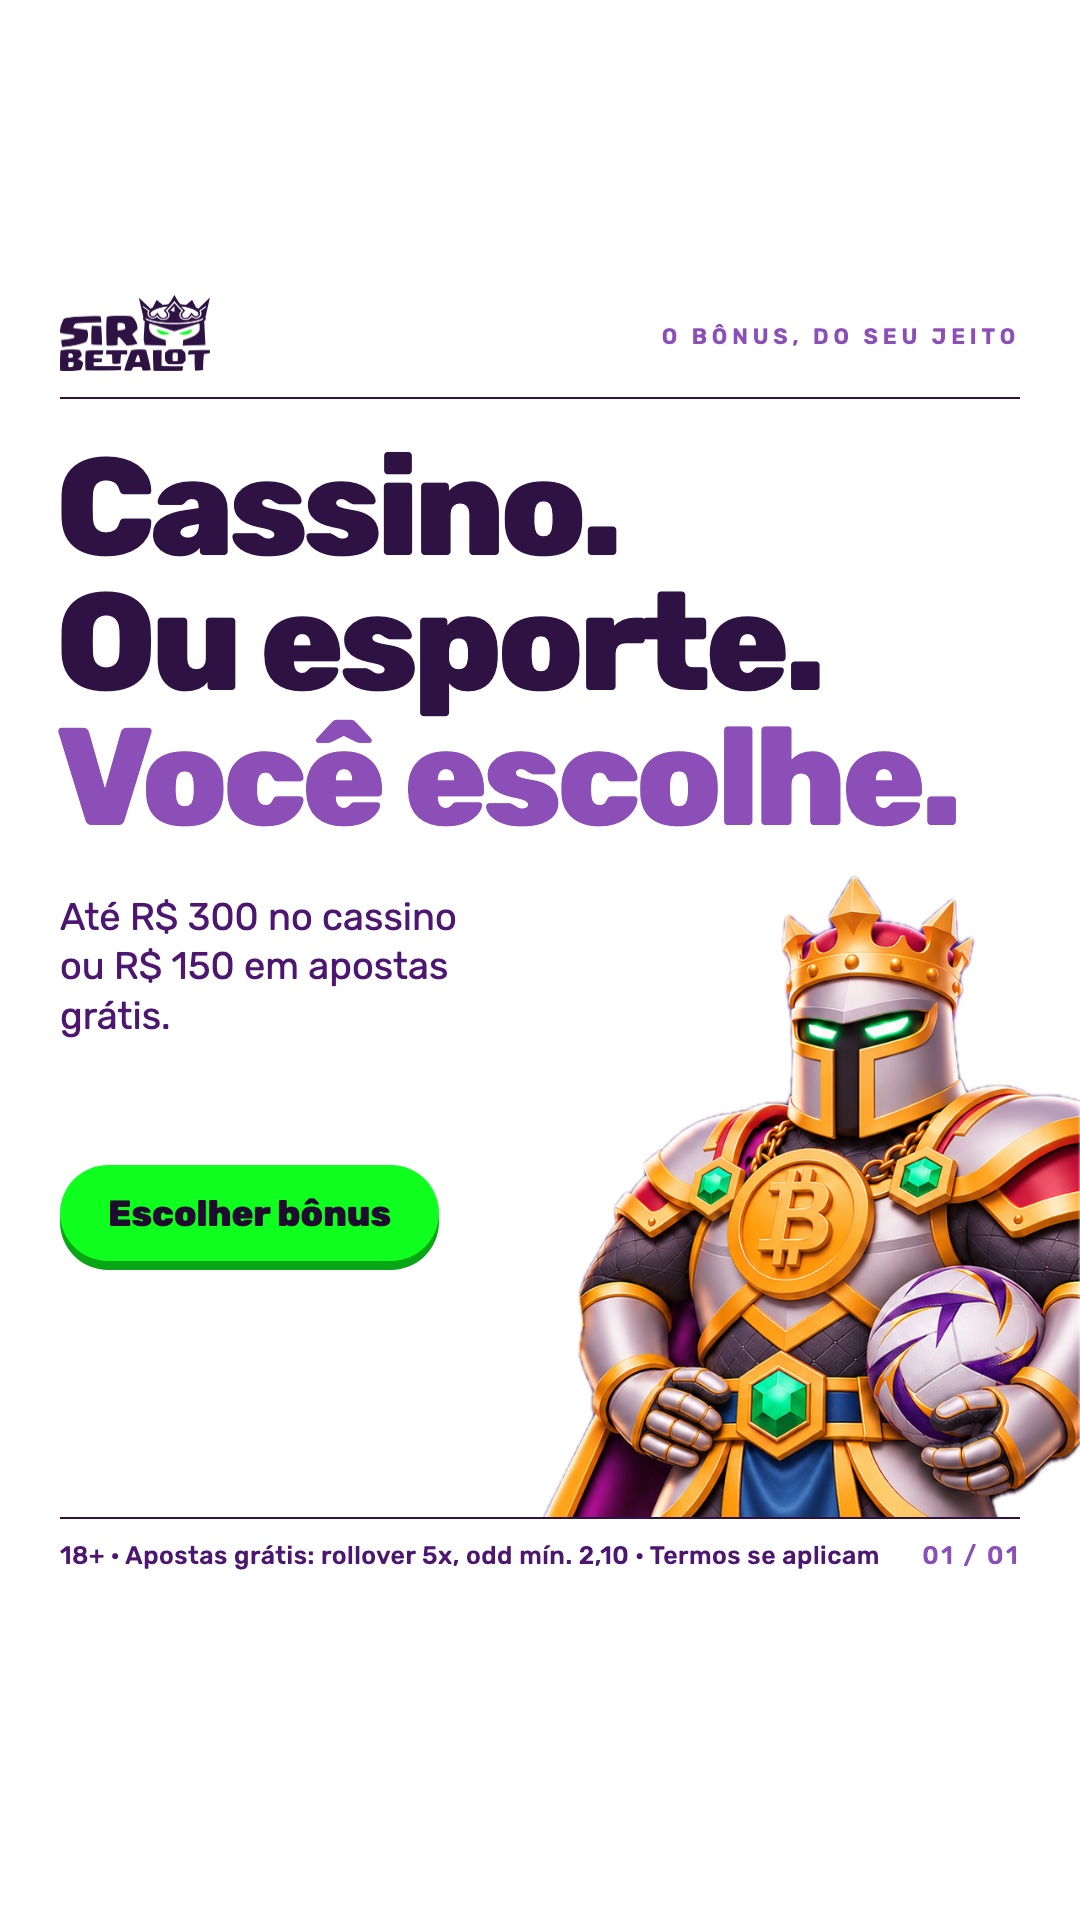 SIR
BETALOT
O BÔNUS, DO SEU JEITO
Cassino.
Ou esporte.
Você escolhe.
Até R$ 300 no cassino
ou R$ 150 em apostas
grátis.
Escolher bônus
18+ • Apostas grátis: rollover 5x, odd mín. 2,10 • Termos se aplicam
01 / 01